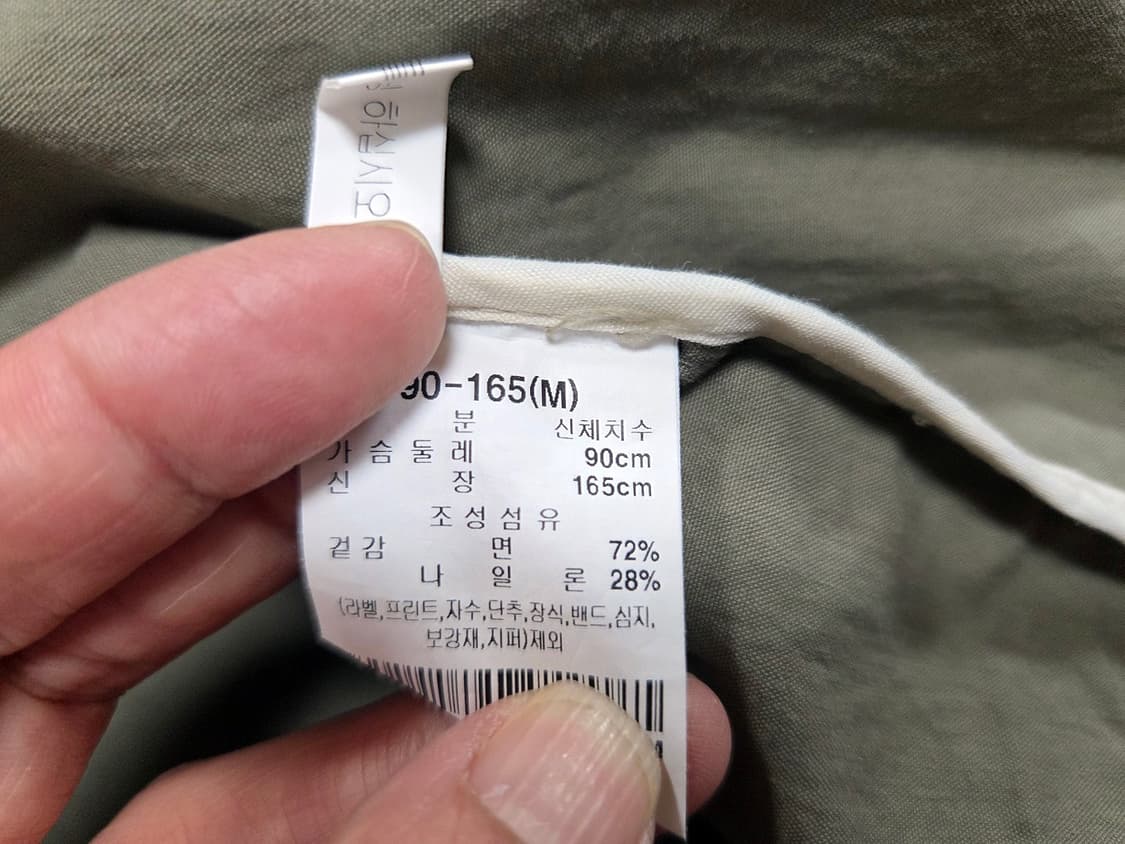 90-165(M)
분 신체치수
가슴둘레 90cm
신장 165cm
조성섬유
겉감 면 72%
나일론 28%
(라벨,프린트,자수,단추,장식,밴드,심지,
보강재,지퍼)제외